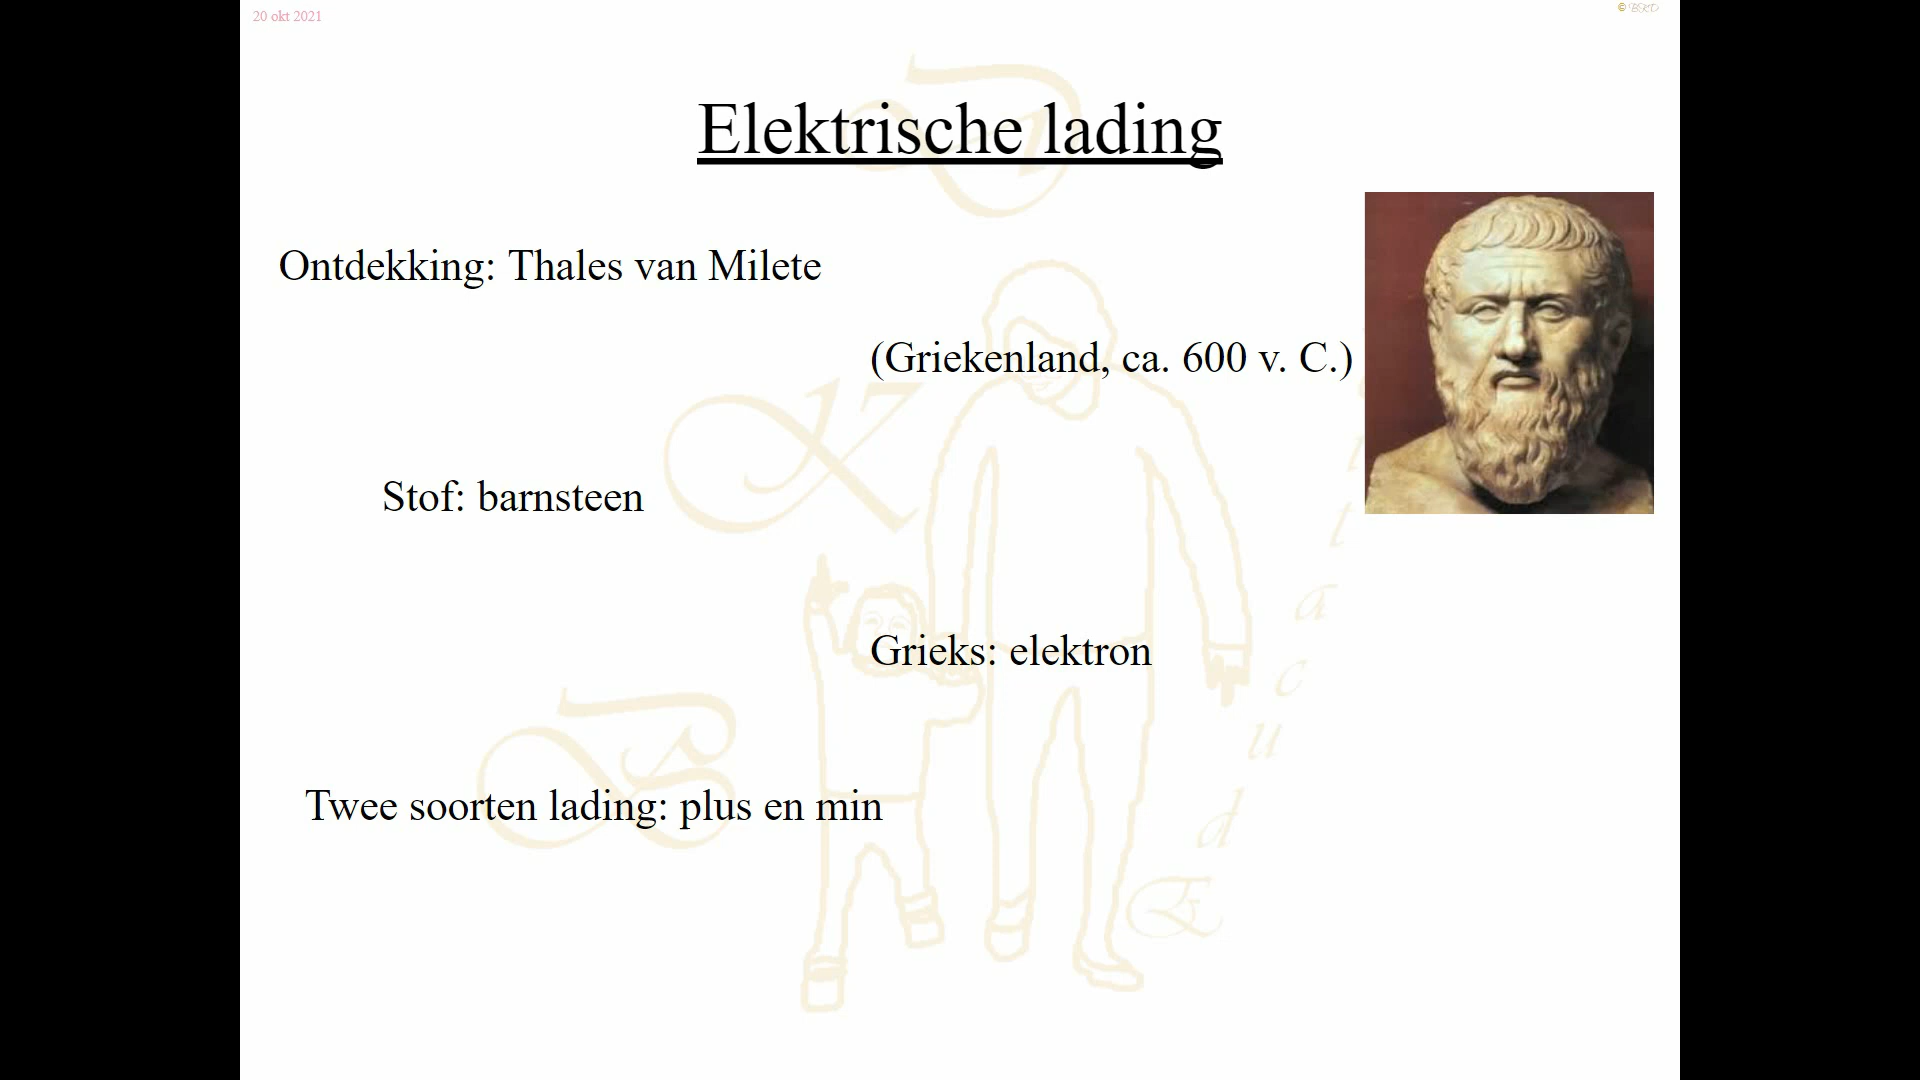 20 okt 2021
© BKD
Elektrische lading
Ontdekking: Thales van Milete
(Griekenland, ca. 600 v. C.)
Stof: barnsteen
Grieks: elektron
Twee soorten lading: plus en min